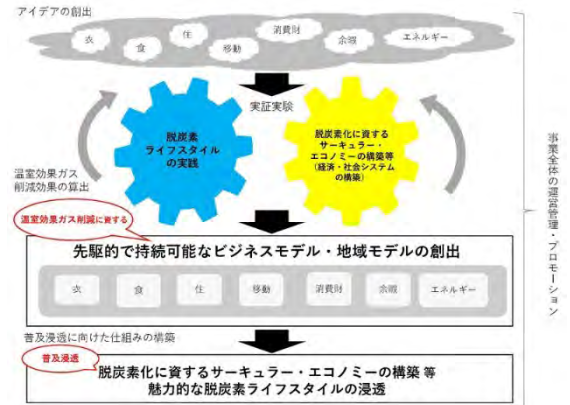 アイデアの創出
衣
食
住
移動
消費財
余暇
エネルギー
実証実験
脱炭素
ライフスタイル
の実践
脱炭素化に資する
サーキュラー・
エコノミーの構築等
(経済・社会システム
の構築)
温室効果ガス
削減効果の算出
温室効果ガス削減に資する
先駆的で持続可能なビジネスモデル・地域モデルの創出
衣
食
住
移動
消費財
余暇
エネルギー
普及浸透に向けた仕組みの構築
普及浸透
脱炭素化に資するサーキュラー・エコノミーの構築 等
魅力的な脱炭素ライフスタイルの浸透
事業全体の運営管理・プロモーション